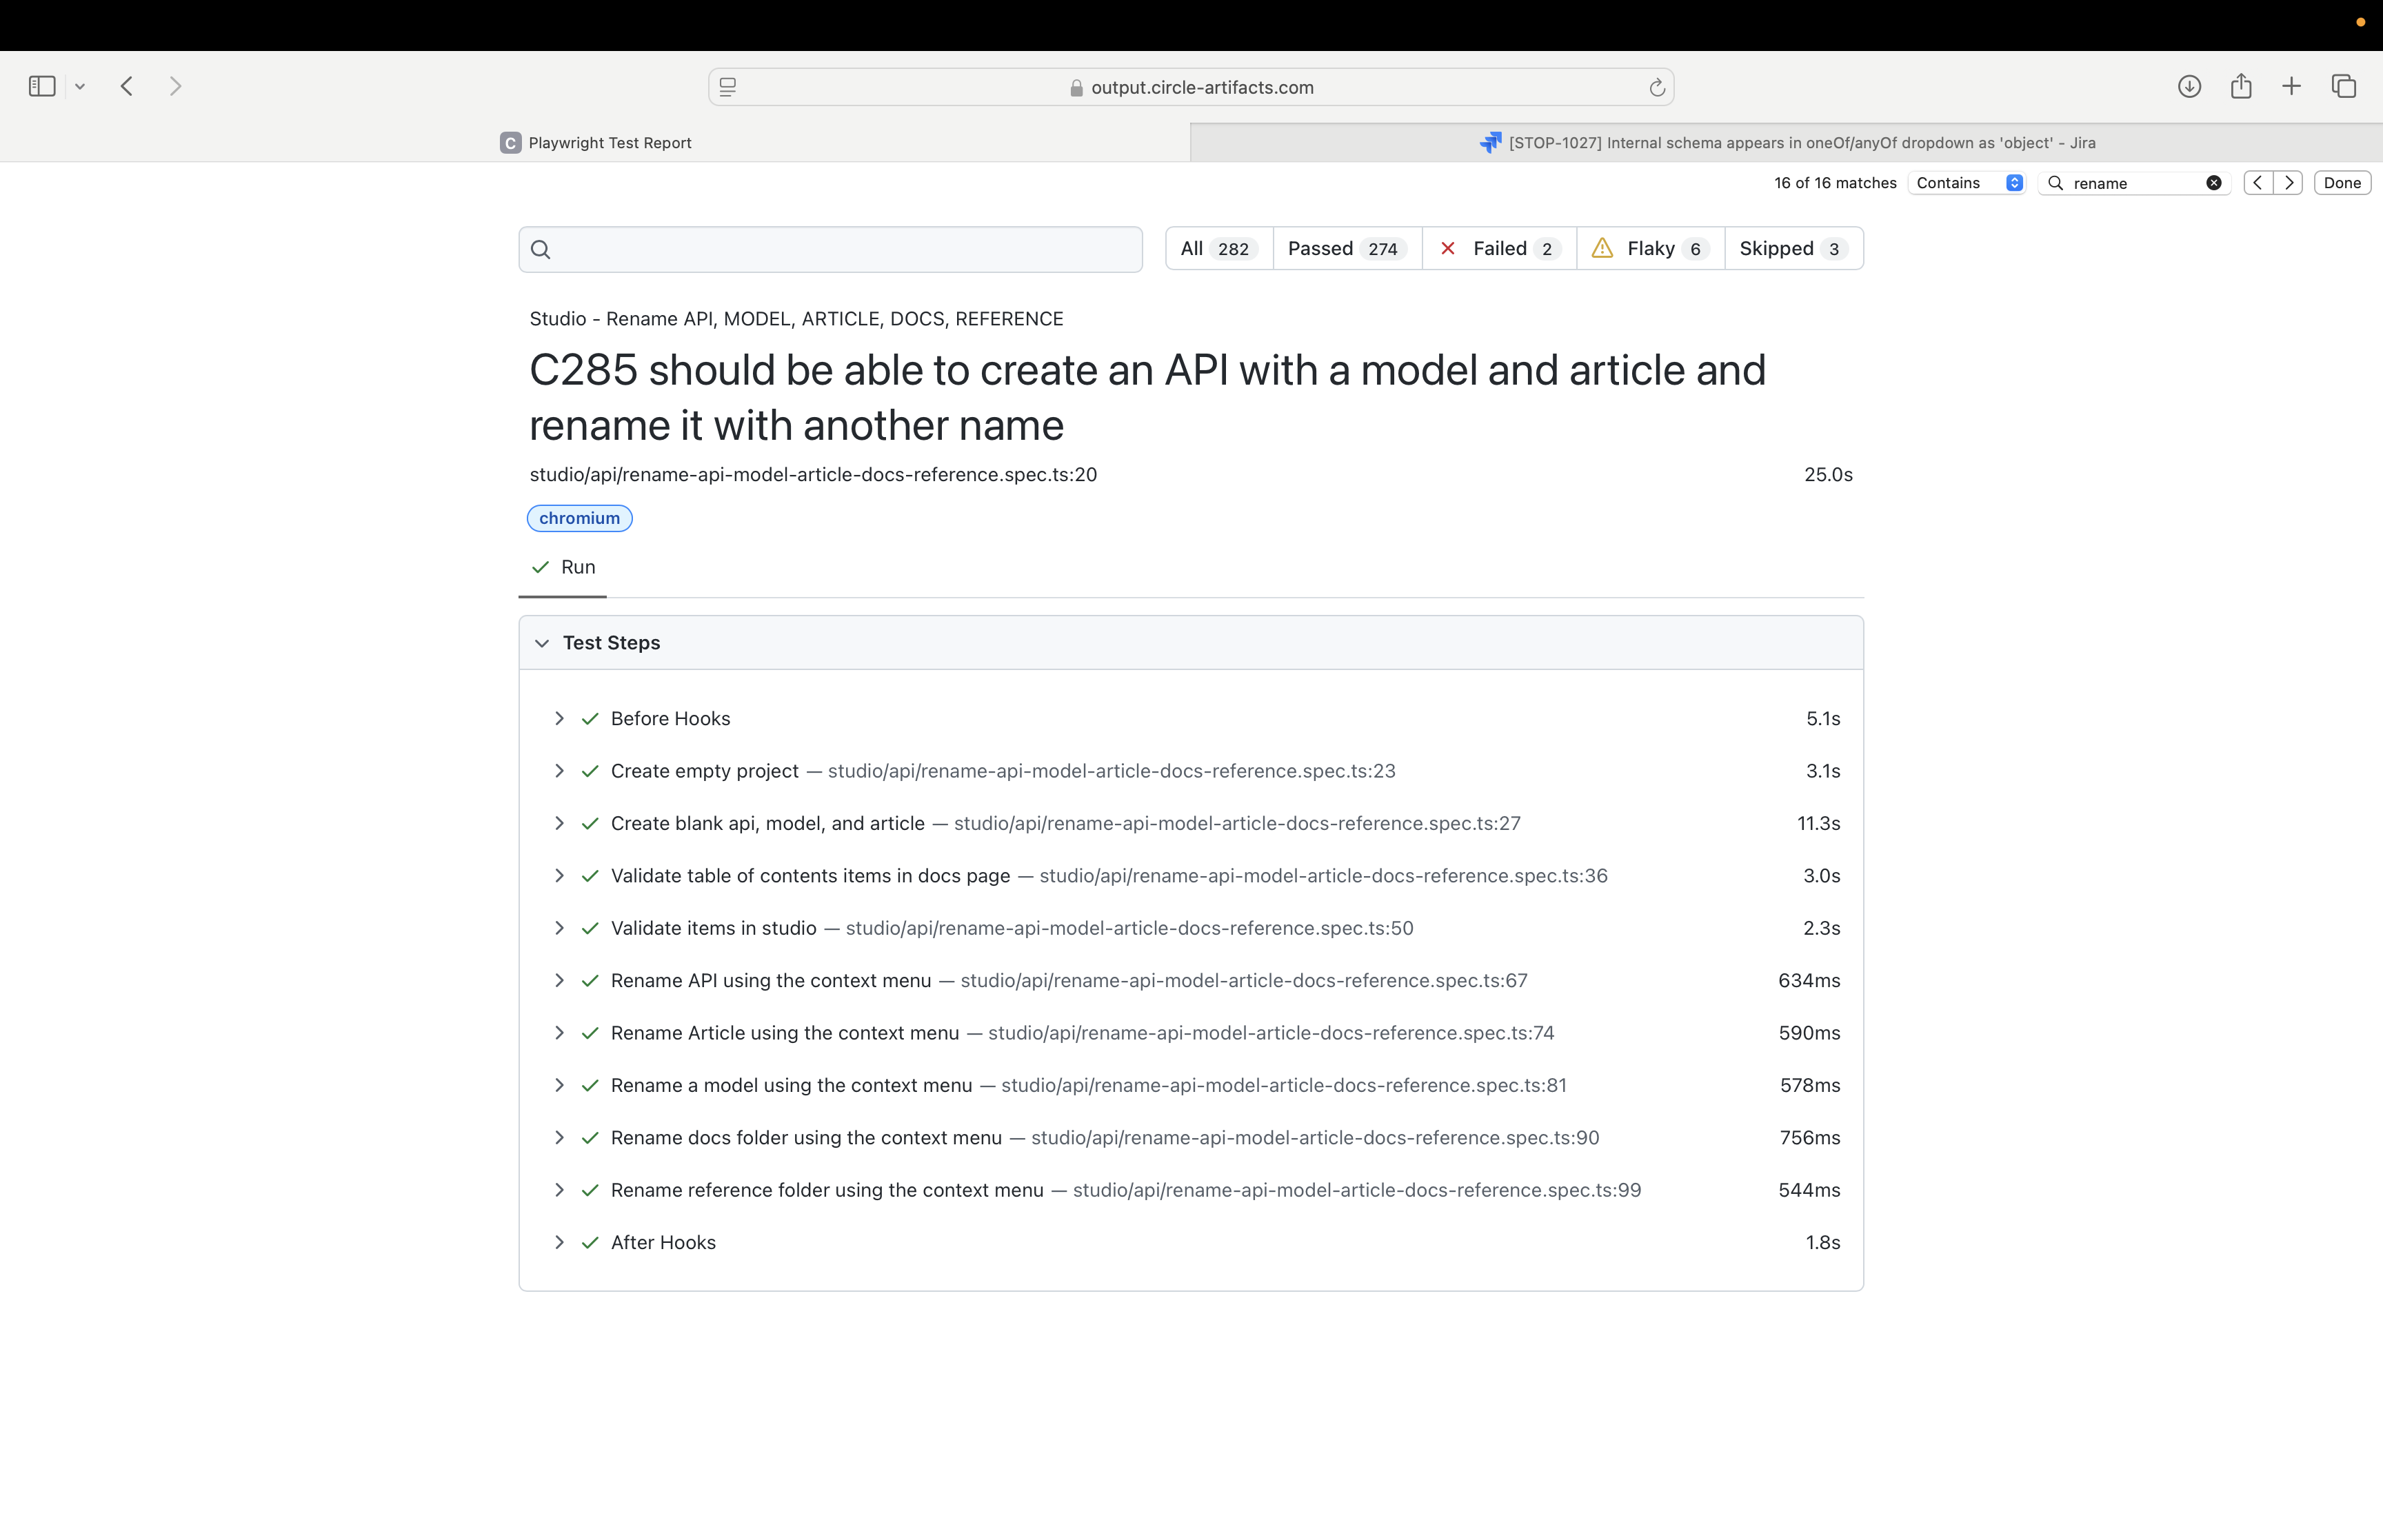 output.circle-artifacts.com
C Playwright Test Report
[STOP-1027] Internal schema appears in oneOf/anyOf dropdown as 'object' - Jira
16 of 16 matches Contains rename Done
All 282 Passed 274 Failed 2 Flaky 6 Skipped 3
Studio - Rename API, MODEL, ARTICLE, DOCS, REFERENCE
C285 should be able to create an API with a model and article and
rename it with another name
studio/api/rename-api-model-article-docs-reference.spec.ts:20 25.0s
chromium
Run
Test Steps
Before Hooks 5.1s
Create empty project — studio/api/rename-api-model-article-docs-reference.spec.ts:23 3.1s
Create blank api, model, and article — studio/api/rename-api-model-article-docs-reference.spec.ts:27 11.3s
Validate table of contents items in docs page — studio/api/rename-api-model-article-docs-reference.spec.ts:36 3.0s
Validate items in studio — studio/api/rename-api-model-article-docs-reference.spec.ts:50 2.3s
Rename API using the context menu — studio/api/rename-api-model-article-docs-reference.spec.ts:67 634ms
Rename Article using the context menu — studio/api/rename-api-model-article-docs-reference.spec.ts:74 590ms
Rename a model using the context menu — studio/api/rename-api-model-article-docs-reference.spec.ts:81 578ms
Rename docs folder using the context menu — studio/api/rename-api-model-article-docs-reference.spec.ts:90 756ms
Rename reference folder using the context menu — studio/api/rename-api-model-article-docs-reference.spec.ts:99 544ms
After Hooks 1.8s